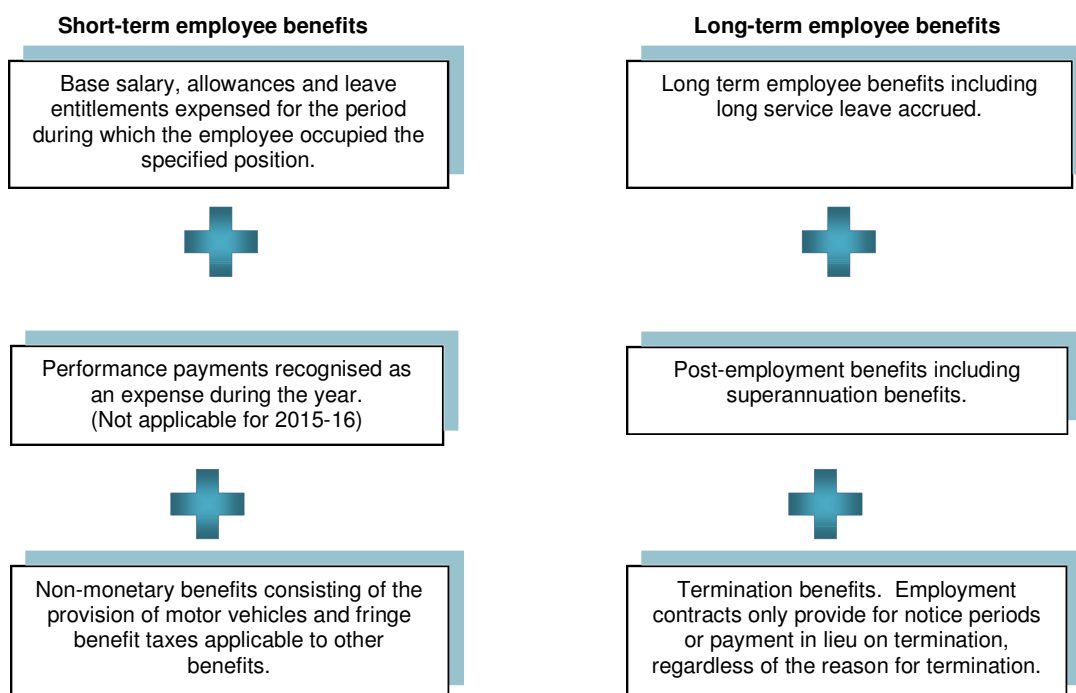 Short-term employee benefits
Base salary, allowances and leave
entitlements expensed for the period
during which the employee occupied the
specified position.
Performance payments recognised as
an expense during the year.
(Not applicable for 2015-16)
Non-monetary benefits consisting of the
provision of motor vehicles and fringe
benefit taxes applicable to other
benefits.
Long-term employee benefits
Long term employee benefits including
long service leave accrued.
Post-employment benefits including
superannuation benefits.
Termination benefits.  Employment
contracts only provide for notice periods
or payment in lieu on termination,
regardless of the reason for termination.